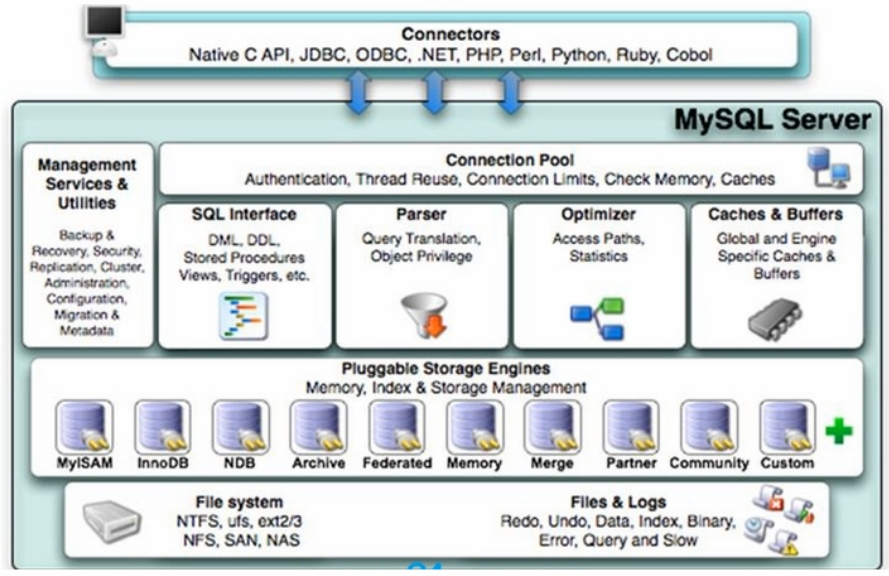 Connectors
Native C API, JDBC, ODBC, .NET, PHP, Perl, Python, Ruby, Cobol
MySQL Server
Management
Services &
Utilities
Backup &
Recovery, Security,
Replication, Cluster,
Administration,
Configuration,
Migration &
Metadata
Connection Pool
Authentication, Thread Reuse, Connection Limits, Check Memory, Caches
SQL Interface
DML, DDL,
Stored Procedures
Views, Triggers, etc.
Parser
Query Translation,
Object Privilege
Optimizer
Access Paths,
Statistics
Caches & Buffers
Global and Engine
Specific Caches &
Buffers
Pluggable Storage Engines
Memory, Index & Storage Management
MyISAM
InnoDB
NDB
Archive
Federated
Memory
Merge
Partner
Community
Custom
File system
NTFS, ufs, ext2/3
NFS, SAN, NAS
Files & Logs
Redo, Undo, Data, Index, Binary,
Error, Query and Slow